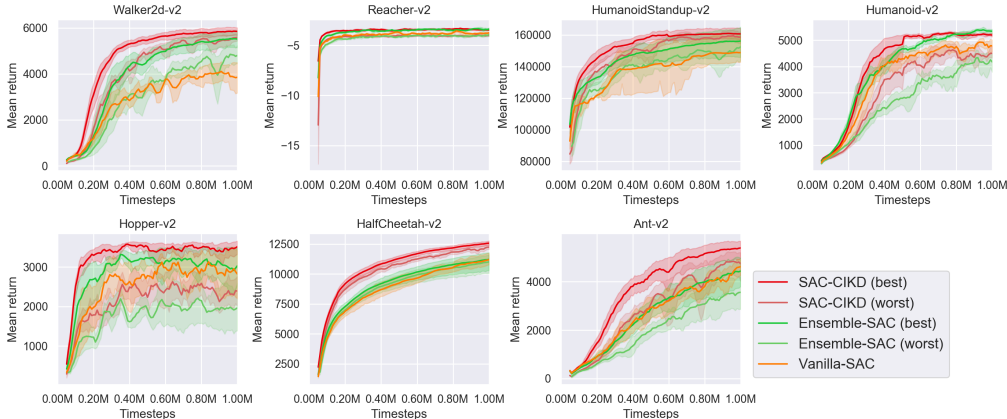 Walker2d-v2
Mean return
6000
4000
2000
0
0.00M 0.20M 0.40M 0.60M 0.80M 1.00M
Timesteps
Reacher-v2
Mean return
−5
−10
−15
0.00M 0.20M 0.40M 0.60M 0.80M 1.00M
Timesteps
HumanoidStandup-v2
Mean return
160000
140000
120000
100000
80000
0.00M 0.20M 0.40M 0.60M 0.80M 1.00M
Timesteps
Humanoid-v2
Mean return
5000
4000
3000
2000
1000
0.00M 0.20M 0.40M 0.60M 0.80M 1.00M
Timesteps
Hopper-v2
Mean return
3000
2000
1000
0.00M 0.20M 0.40M 0.60M 0.80M 1.00M
Timesteps
HalfCheetah-v2
Mean return
12500
10000
7500
5000
2500
0.00M 0.20M 0.40M 0.60M 0.80M 1.00M
Timesteps
Ant-v2
Mean return
4000
2000
0
0.00M 0.20M 0.40M 0.60M 0.80M 1.00M
Timesteps
SAC-CIKD (best)
SAC-CIKD (worst)
Ensemble-SAC (best)
Ensemble-SAC (worst)
Vanilla-SAC